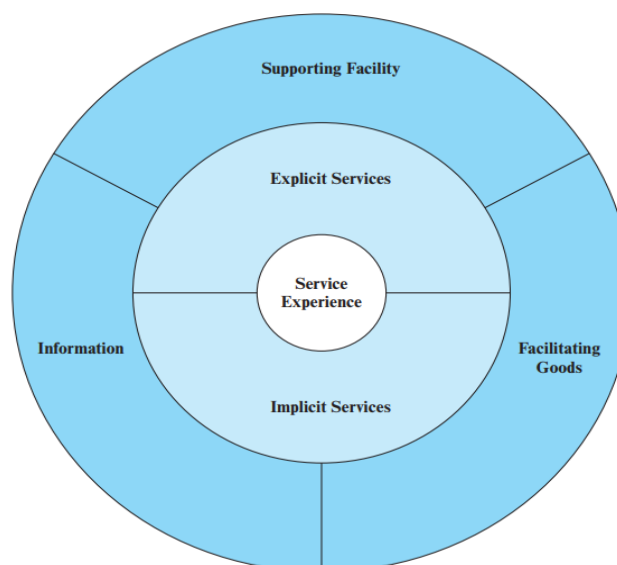 Supporting Facility
Explicit Services
Service
Experience
Information
Facilitating
Goods
Implicit Services